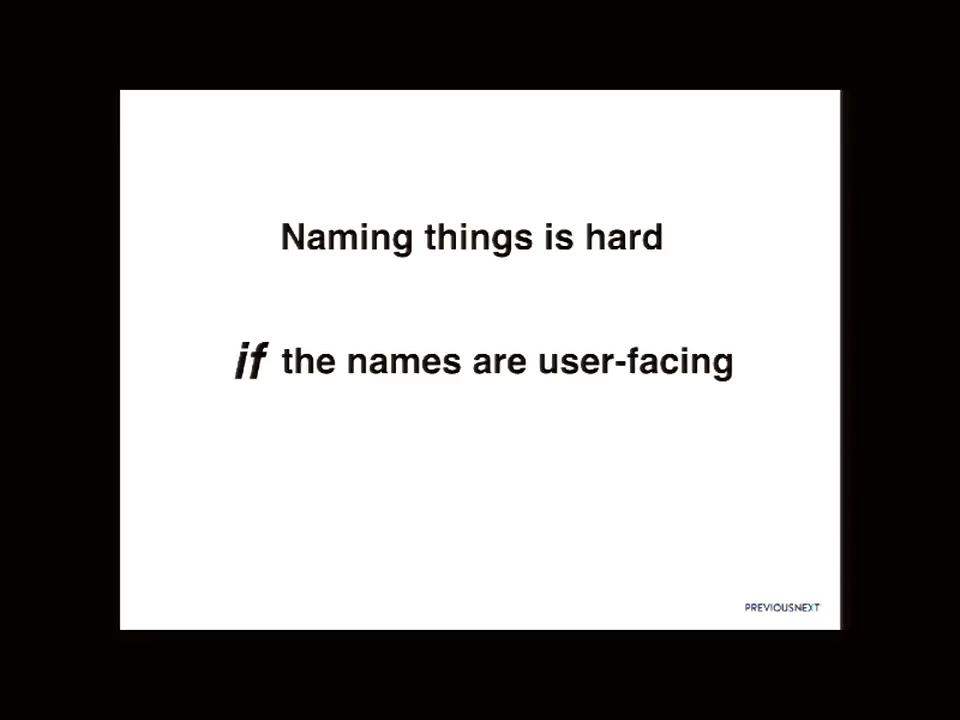 Naming things is hard
if the names are user-facing
PREVIOUSNEXT